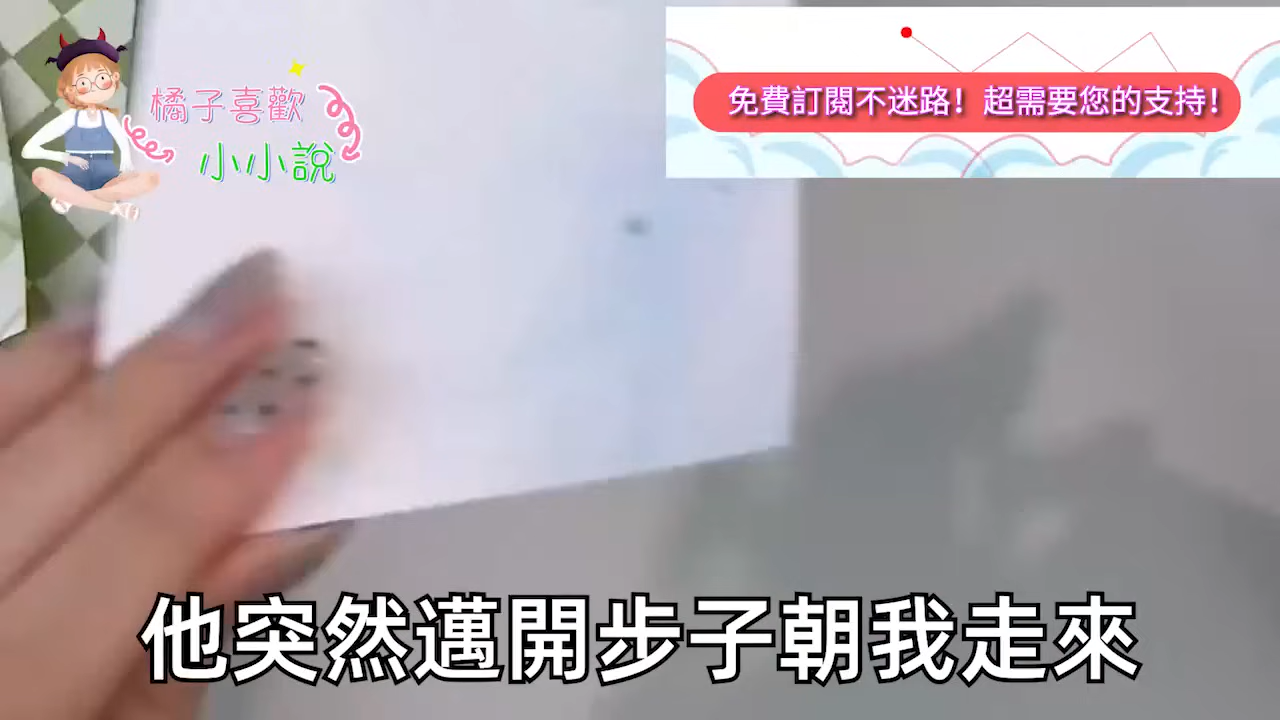 橘子喜歡
小小說
免費訂閱不迷路！超需要您的支持！
他突然邁開步子朝我走來